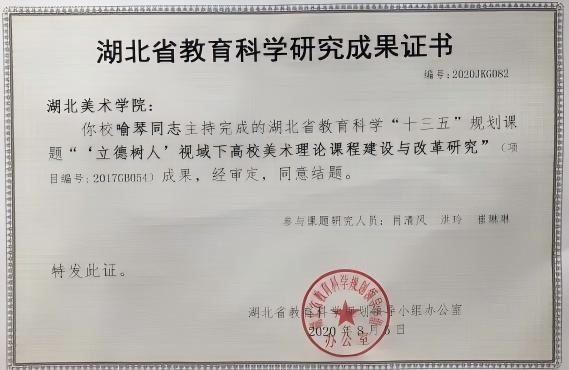 湖北省教育科学研究成果证书
编号:2020JKG082
湖北美术学院：
你校喻琴同志主持完成的湖北省教育科学“十三五”规划课
题“‘立德树人’视域下高校美术理论课程建设与改革研究”（项
目编号:2017GB054）成果，经审定，同意结题。
参与课题研究人员：肖清风 洪玲 崔琳琳
特发此证。
湖北省教育科学规划领导小组办公室
2020年8月5日
办公室